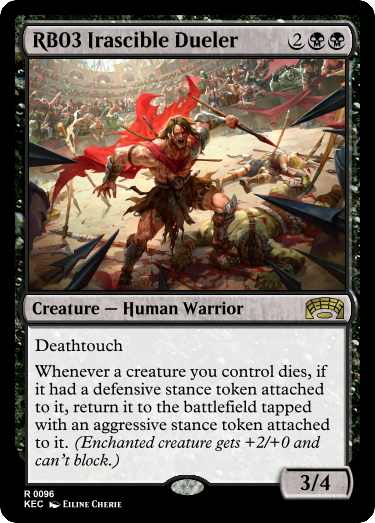 RB03 Irascible Dueler 2
Creature — Human Warrior
Deathtouch
Whenever a creature you control dies, if
it had a defensive stance token attached
to it, return it to the battlefield tapped
with an aggressive stance token attached
to it. (Enchanted creature gets +2/+0 and
can't block.)
3/4
R 0096
KEC Eiline Cherie